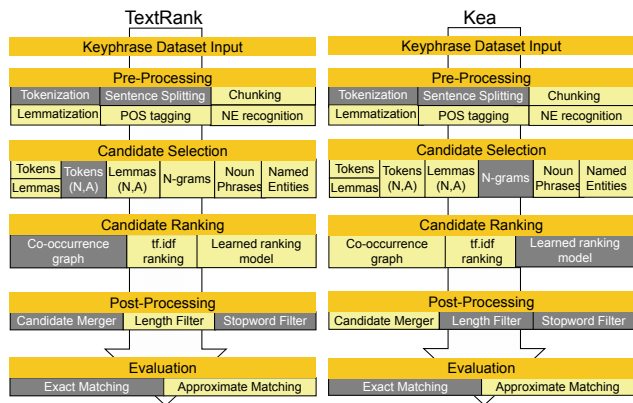 TextRank
Keyphrase Dataset Input
Pre-Processing
Tokenization Sentence Splitting Chunking
Lemmatization POS tagging NE recognition
Candidate Selection
Tokens
Lemmas
Tokens
(N,A)
Lemmas
(N,A)
N-grams
Noun
Phrases
Named
Entities
Candidate Ranking
Co-occurrence
graph
tf.idf
ranking
Learned ranking
model
Post-Processing
Candidate Merger Length Filter Stopword Filter
Evaluation
Exact Matching Approximate Matching
Kea
Keyphrase Dataset Input
Pre-Processing
Tokenization Sentence Splitting Chunking
Lemmatization POS tagging NE recognition
Candidate Selection
Tokens
Lemmas
Tokens
(N,A)
Lemmas
(N,A)
N-grams
Noun
Phrases
Named
Entities
Candidate Ranking
Co-occurrence
graph
tf.idf
ranking
Learned ranking
model
Post-Processing
Candidate Merger Length Filter Stopword Filter
Evaluation
Exact Matching Approximate Matching